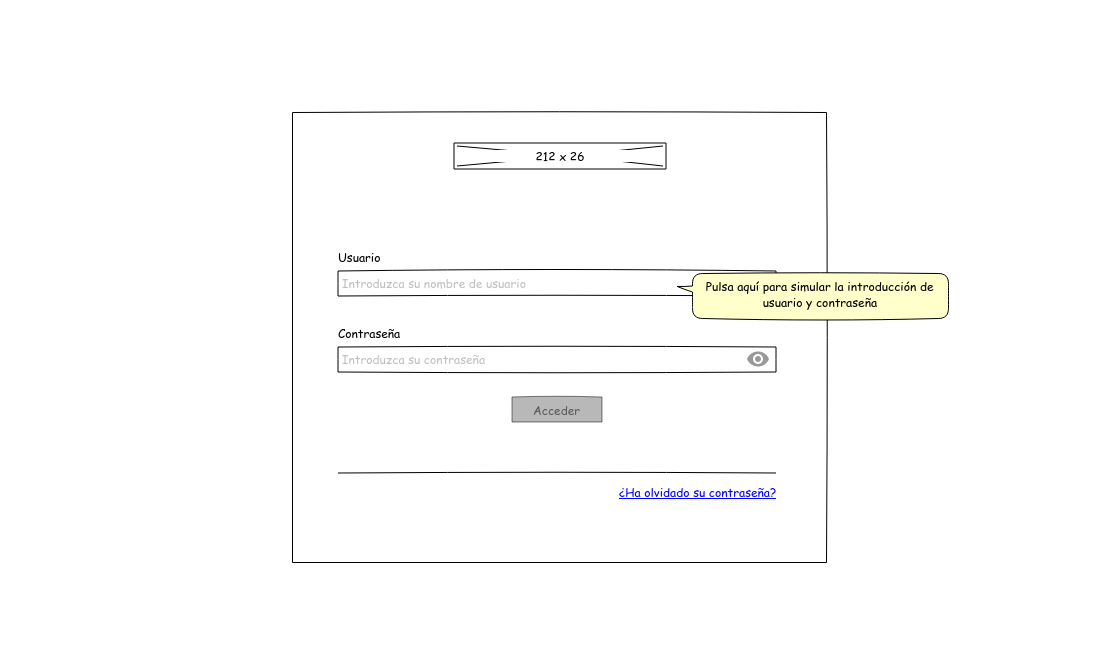 212 x 26
Usuario
Introduzca su nombre de usuario
Pulsa aquí para simular la introducción de
usuario y contraseña
Contraseña
Introduzca su contraseña
Acceder
¿Ha olvidado su contraseña?